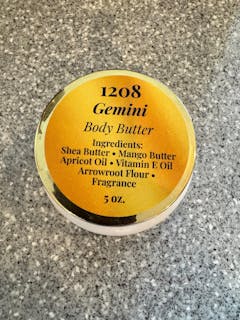 1208
Gemini
Body Butter
Ingredients:
Shea Butter • Mango Butter
Apricot Oil • Vitamin E Oil
Arrowroot Flour •
Fragrance
5 oz.